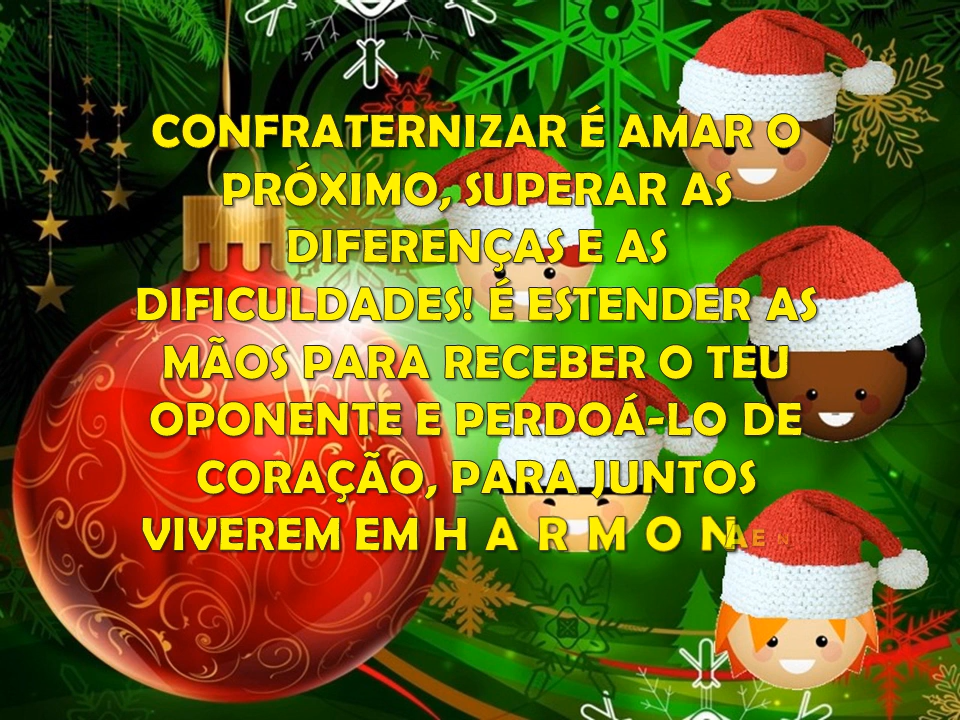 CONFRATERNIZAR É AMAR O
PRÓXIMO, SUPERAR AS
DIFERENÇAS E AS
DIFICULDADES! É ESTENDER AS
MÃOS PARA RECEBER O TEU
OPONENTE E PERDOÁ-LO DE
CORAÇÃO, PARA JUNTOS
VIVEREM EM H A R M O N